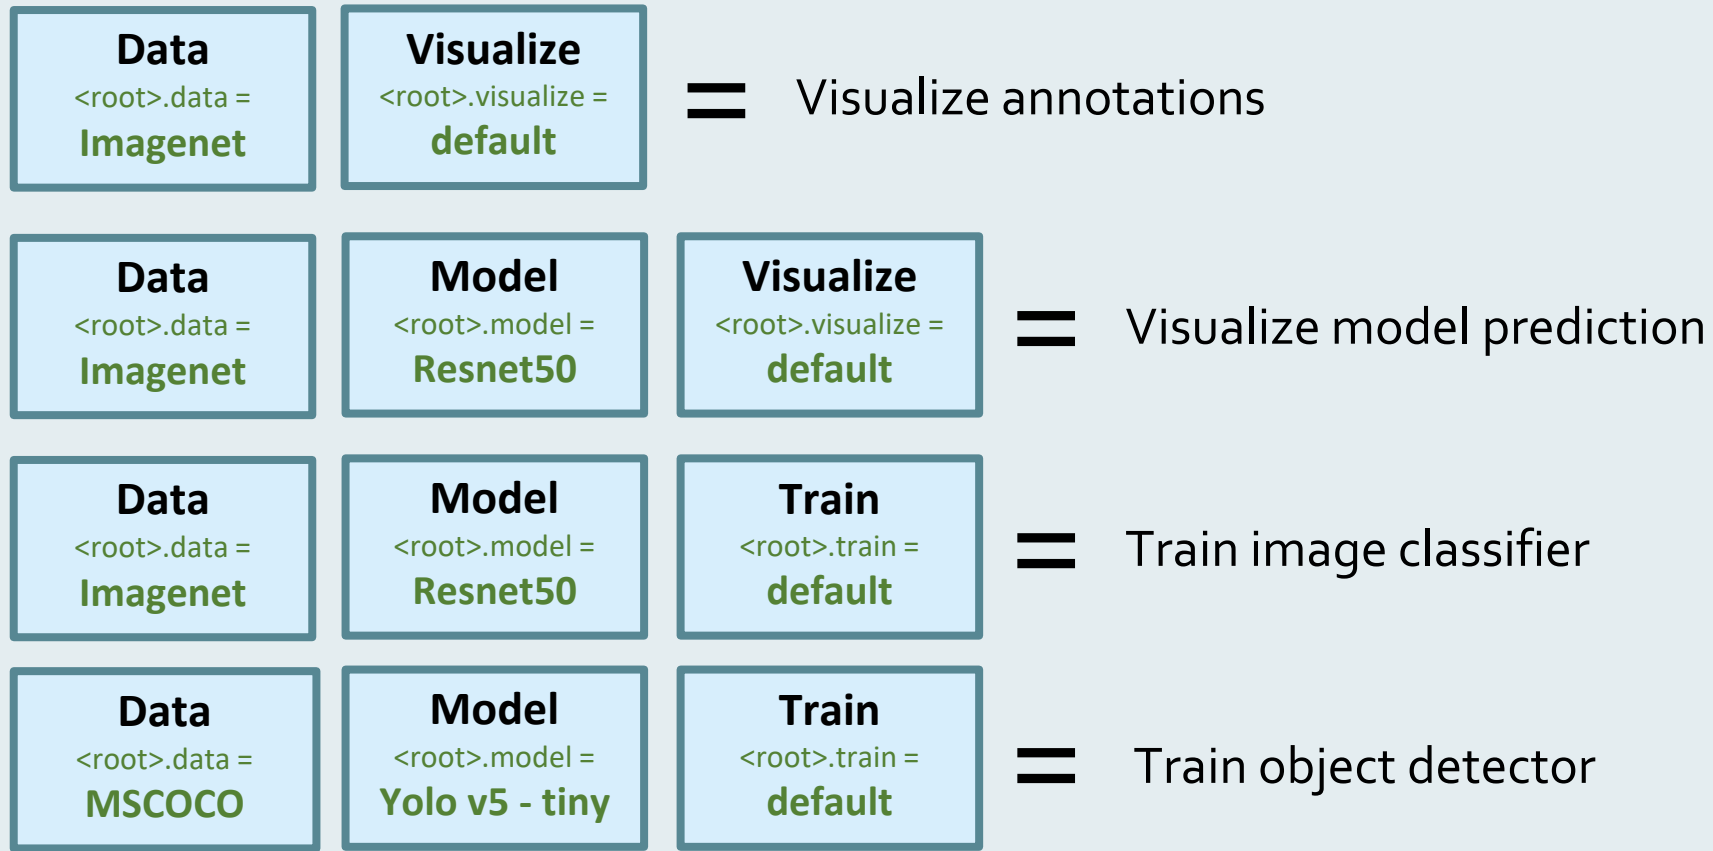 Data
<root>.data =
Imagenet
Visualize
<root>.visualize =
default
=
Visualize annotations
Data
<root>.data =
Imagenet
Model
<root>.model =
Resnet50
Visualize
<root>.visualize =
default
=
Visualize model prediction
Data
<root>.data =
Imagenet
Model
<root>.model =
Resnet50
Train
<root>.train =
default
=
Train image classifier
Data
<root>.data =
MSCOCO
Model
<root>.model =
Yolo v5 - tiny
Train
<root>.train =
default
=
Train object detector